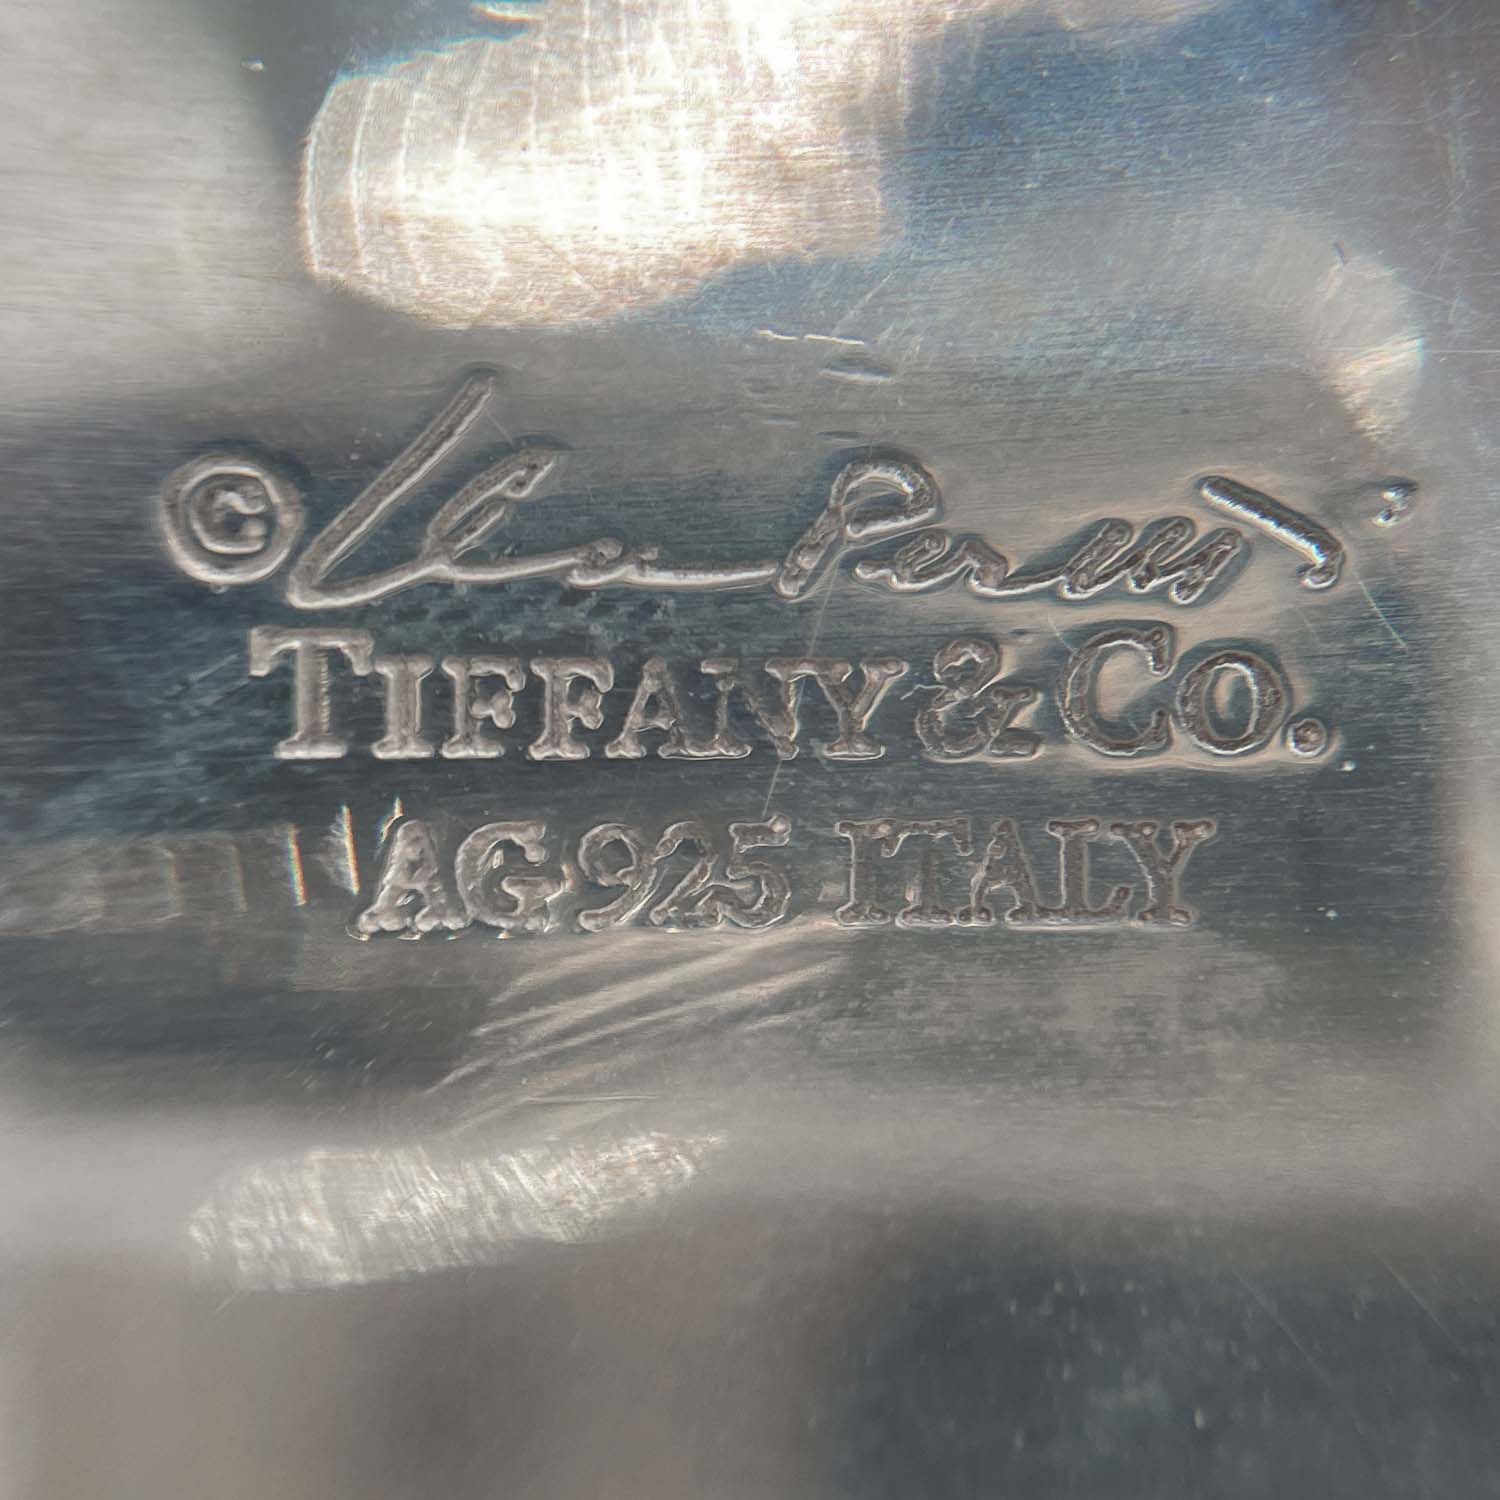 © Elsa Peretti
TIFFANY & CO.
AG925 ITALY